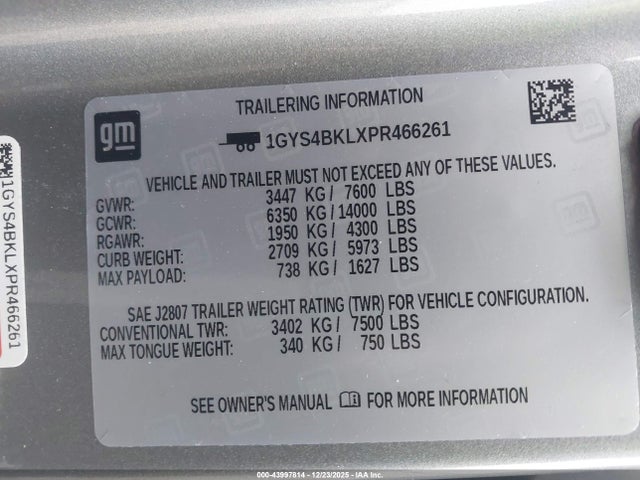 gm
TRAILERING INFORMATION
1GYS4BKLXPR466261
VEHICLE AND TRAILER MUST NOT EXCEED ANY OF THESE VALUES.
GVWR: 3447 KG / 7600 LBS
GCWR: 6350 KG / 14000 LBS
RGAWR: 1950 KG / 4300 LBS
CURB WEIGHT: 2709 KG / 5973 LBS
MAX PAYLOAD: 738 KG / 1627 LBS
SAE J2807 TRAILER WEIGHT RATING (TWR) FOR VEHICLE CONFIGURATION.
CONVENTIONAL TWR: 3402 KG / 7500 LBS
MAX TONGUE WEIGHT: 340 KG / 750 LBS
SEE OWNER'S MANUAL FOR MORE INFORMATION
1GYS4BKLXPR466261
000-43997814 - 12/23/2025 - IAA, Inc.